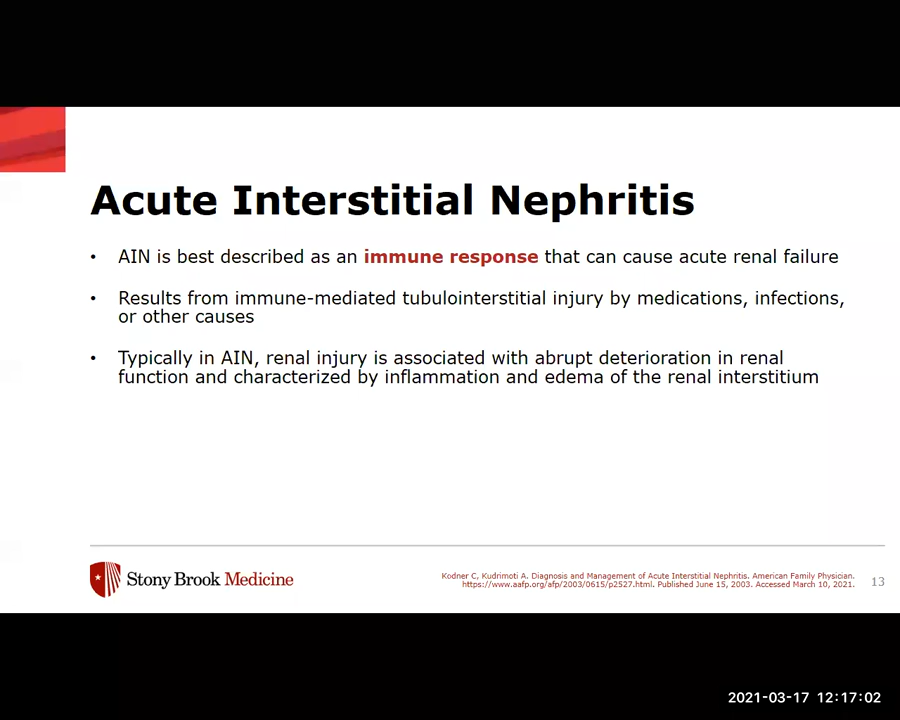 Acute Interstitial Nephritis
• AIN is best described as an immune response that can cause acute renal failure
• Results from immune-mediated tubulointerstitial injury by medications, infections,
or other causes
• Typically in AIN, renal injury is associated with abrupt deterioration in renal
function and characterized by inflammation and edema of the renal interstitium
Stony Brook Medicine
Kodner C, Kudrimoti A. Diagnosis and Management of Acute Interstitial Nephritis. American Family Physician.
https://www.aafp.org/afp/2003/0615/p2527.html. Published June 15, 2003. Accessed March 10, 2021.
13
2021-03-17 12:17:02